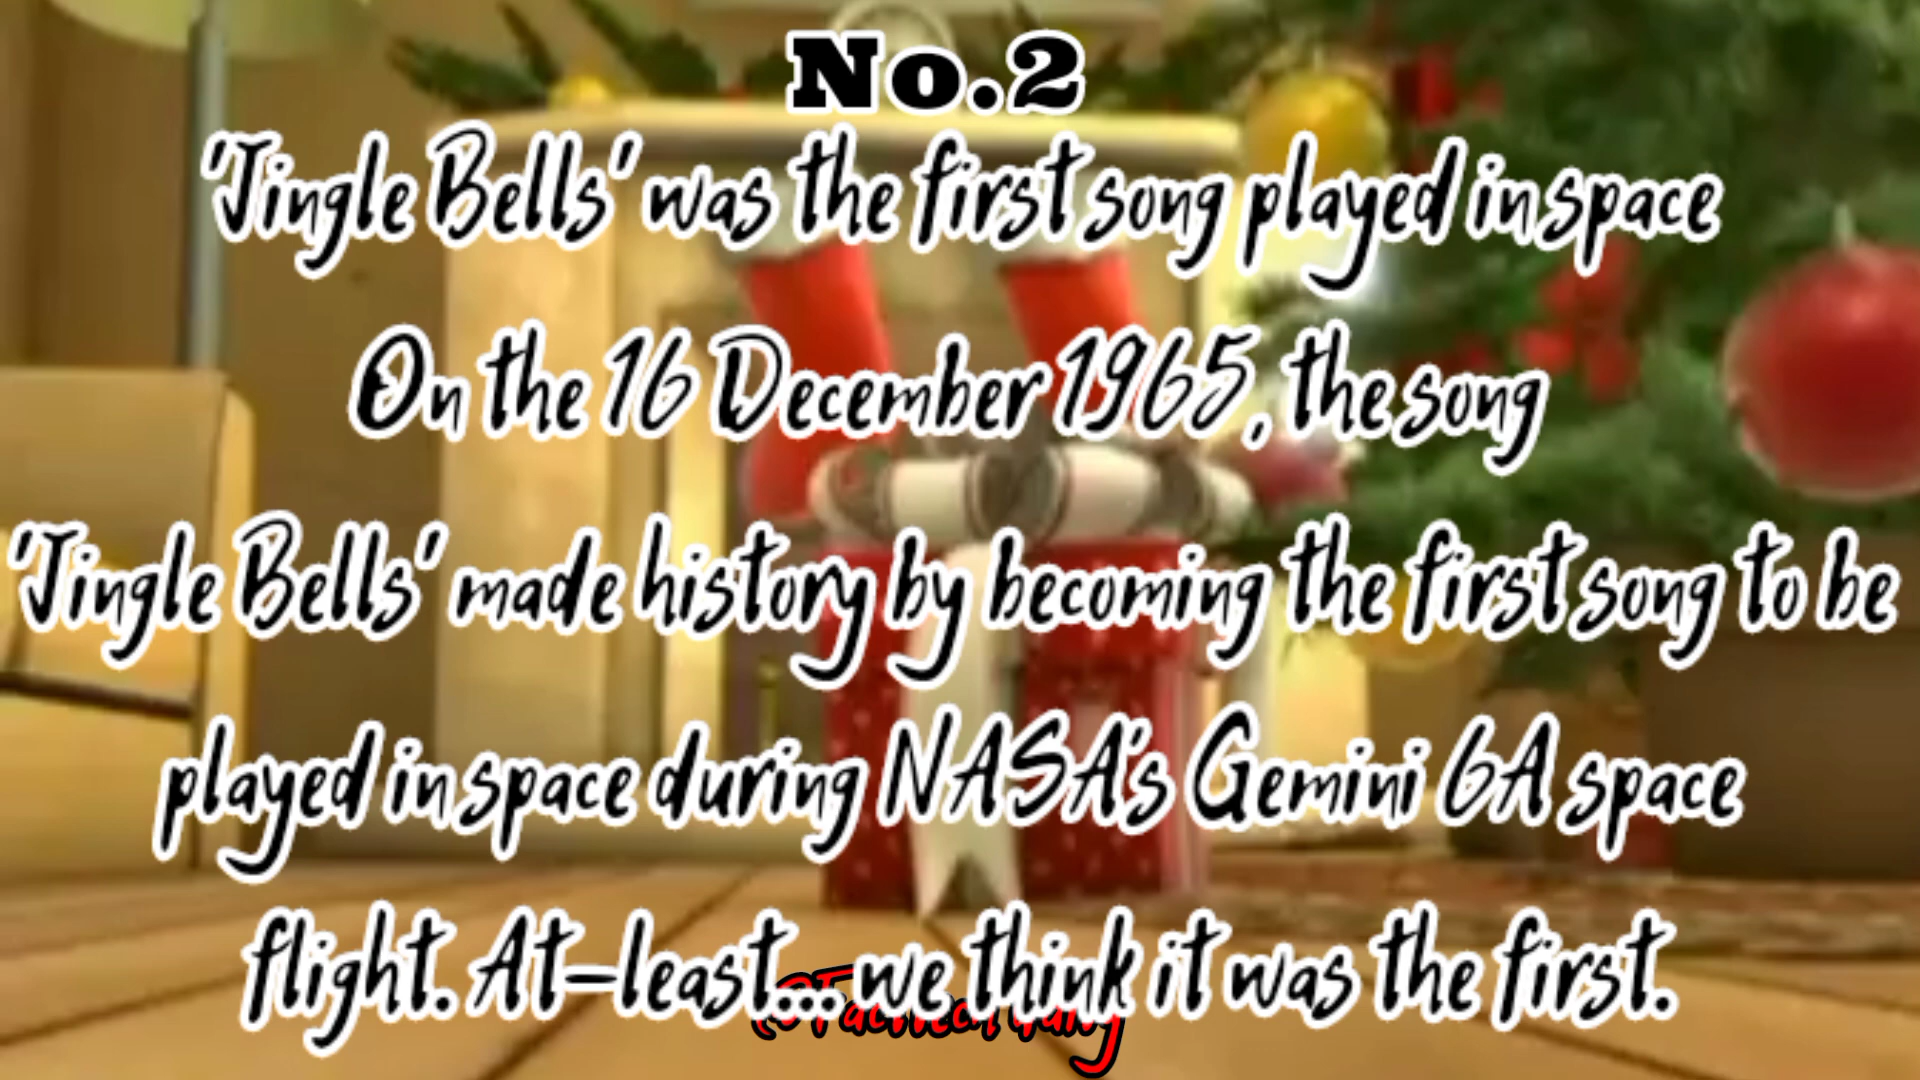 No.2
'Jingle Bells' was the first song played in space
On the 16 December 1965, the song
'Jingle Bells' made history by becoming the first song to be
played in space during NASA's Gemini 6A space
flight. At-least... we think it was the first.